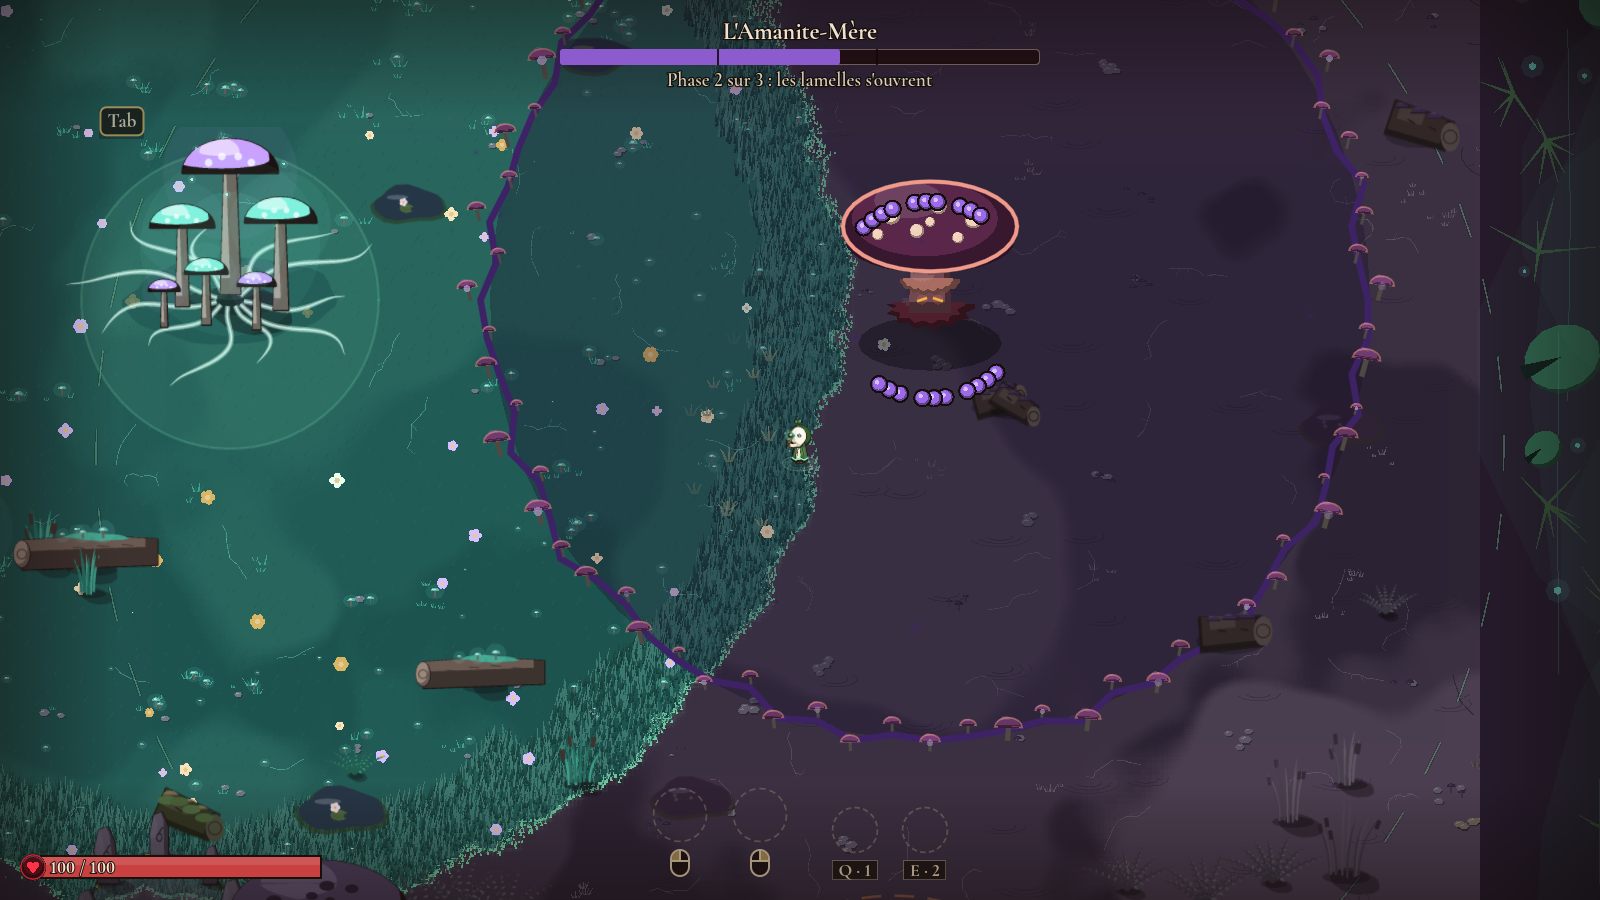 L'Amanite-Mère
Phase 2 sur 3 : les lamelles s'ouvrent
Tab
100 / 100
Q · 1
E · 2